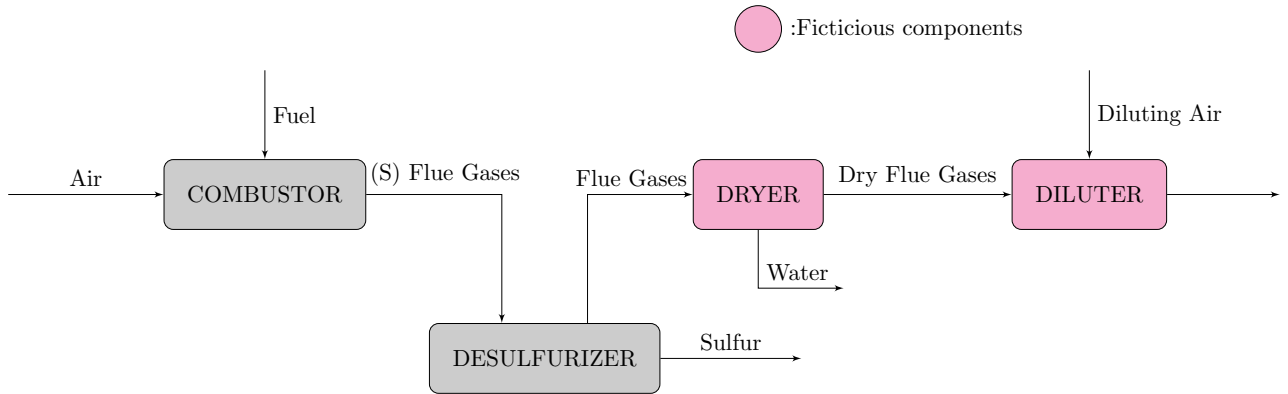 :Ficticious components
Fuel
Diluting Air
Air
COMBUSTOR
(S) Flue Gases
Flue Gases
DRYER
Dry Flue Gases
DILUTER
Water
DESULFURIZER
Sulfur